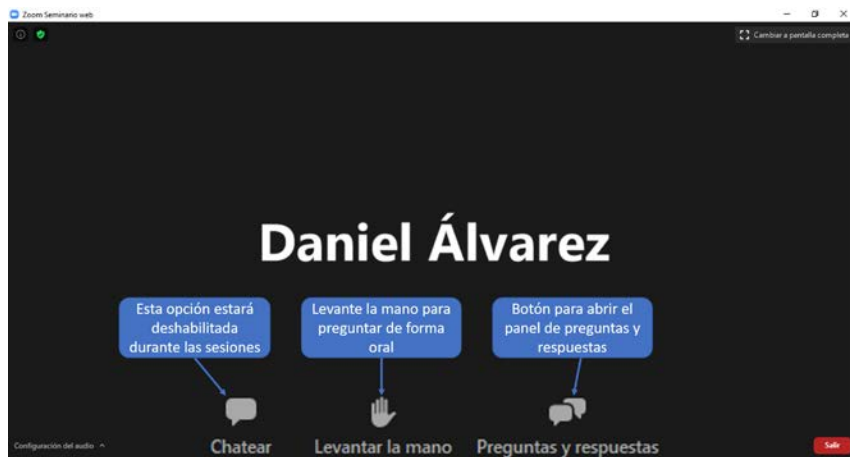 Zoom Seminario web
Cambiar a pantalla completa
Daniel Álvarez
Esta opción estará
deshabilitada
durante las sesiones
Levante la mano para
preguntar de forma
oral
Botón para abrir el
panel de preguntas y
respuestas
Configuración del audio
Chatear
Levantar la mano
Preguntas y respuestas
Salir